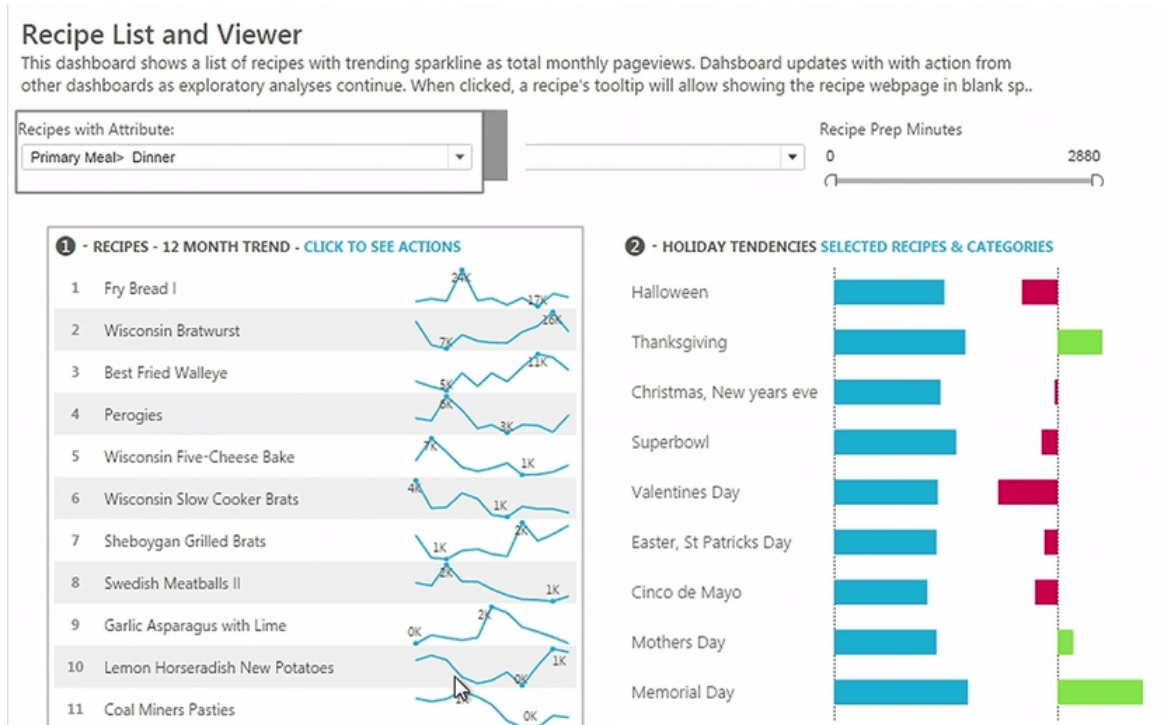 Recipe List and Viewer
This dashboard shows a list of recipes with trending sparkline as total monthly pageviews. Dahsboard updates with with action from
other dashboards as exploratory analyses continue. When clicked, a recipe's tooltip will allow showing the recipe webpage in blank sp..
Recipes with Attribute:
Primary Meal> Dinner
Recipe Prep Minutes
0 2880
1 - RECIPES - 12 MONTH TREND - CLICK TO SEE ACTIONS
1 Fry Bread I 24K 17K
2 Wisconsin Bratwurst 7K 16K
3 Best Fried Walleye 5K 11K
4 Perogies 6K 3K
5 Wisconsin Five-Cheese Bake 7K 1K
6 Wisconsin Slow Cooker Brats 4K 1K
7 Sheboygan Grilled Brats 1K 2K
8 Swedish Meatballs II 2K 1K
9 Garlic Asparagus with Lime 0K 2K
10 Lemon Horseradish New Potatoes 0K 1K
11 Coal Miners Pasties 0K
2 - HOLIDAY TENDENCIES SELECTED RECIPES & CATEGORIES
Halloween
Thanksgiving
Christmas, New years eve
Superbowl
Valentines Day
Easter, St Patricks Day
Cinco de Mayo
Mothers Day
Memorial Day